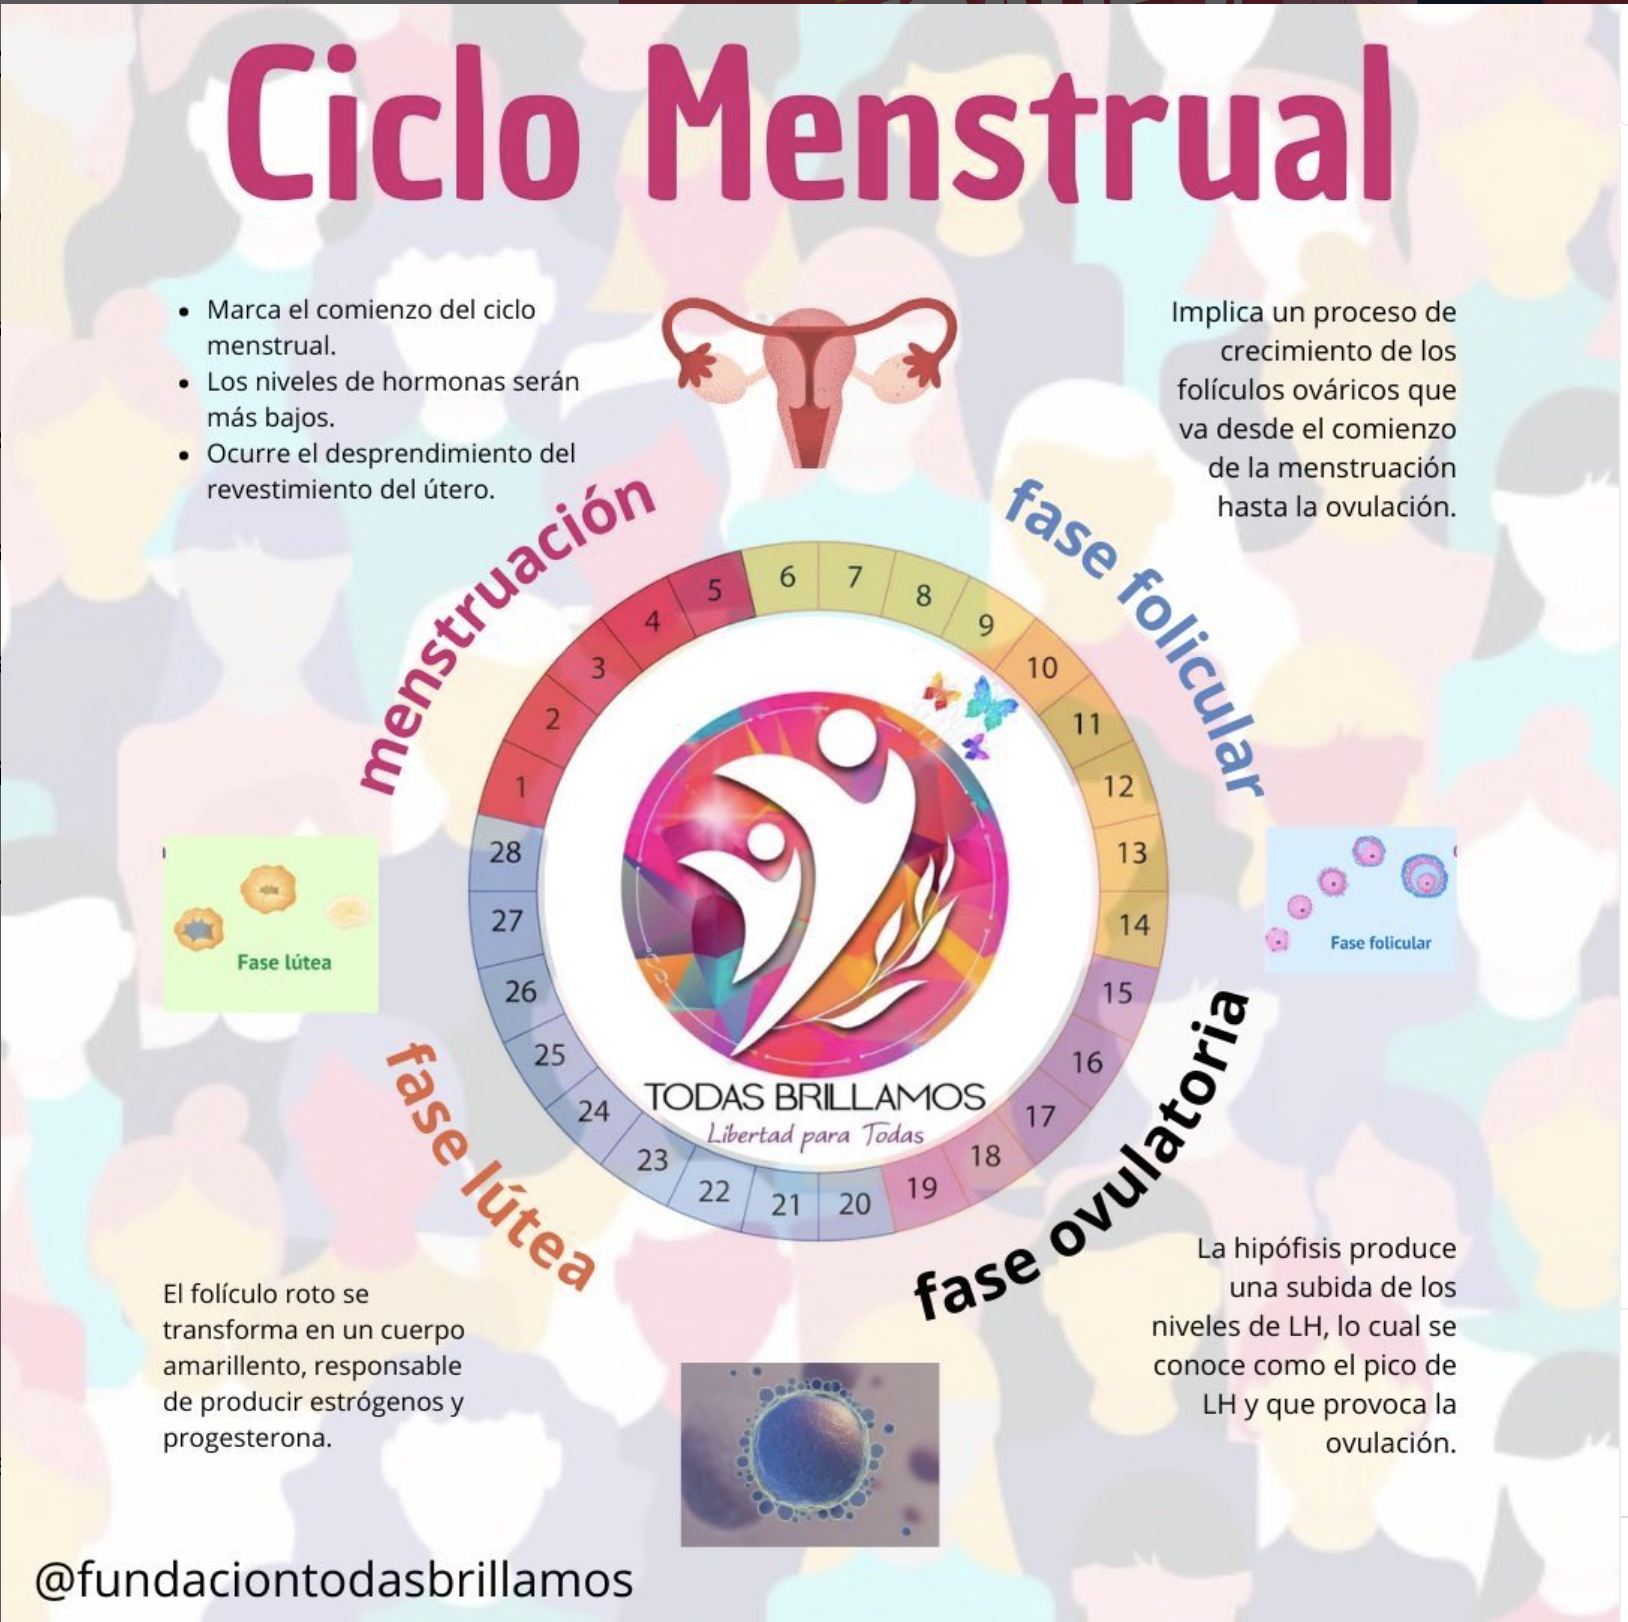 Ciclo Menstrual
Marca el comienzo del ciclo
menstrual.
Los niveles de hormonas serán
más bajos.
Ocurre el desprendimiento del
revestimiento del útero.
Implica un proceso de
crecimiento de los
folículos ováricos que
va desde el comienzo
de la menstruación
hasta la ovulación.
menstruación
fase folicular
1
2
3
4
5
6
7
8
9
10
11
12
13
14
15
16
17
18
19
20
21
22
23
24
25
26
27
28
TODAS BRILLAMOS
Libertad para Todas
Fase lútea
Fase folicular
fase lútea
fase ovulatoria
El folículo roto se
transforma en un cuerpo
amarillento, responsable
de producir estrógenos y
progesterona.
La hipófisis produce
una subida de los
niveles de LH, lo cual se
conoce como el pico de
LH y que provoca la
ovulación.
@fundaciontodasbrillamos